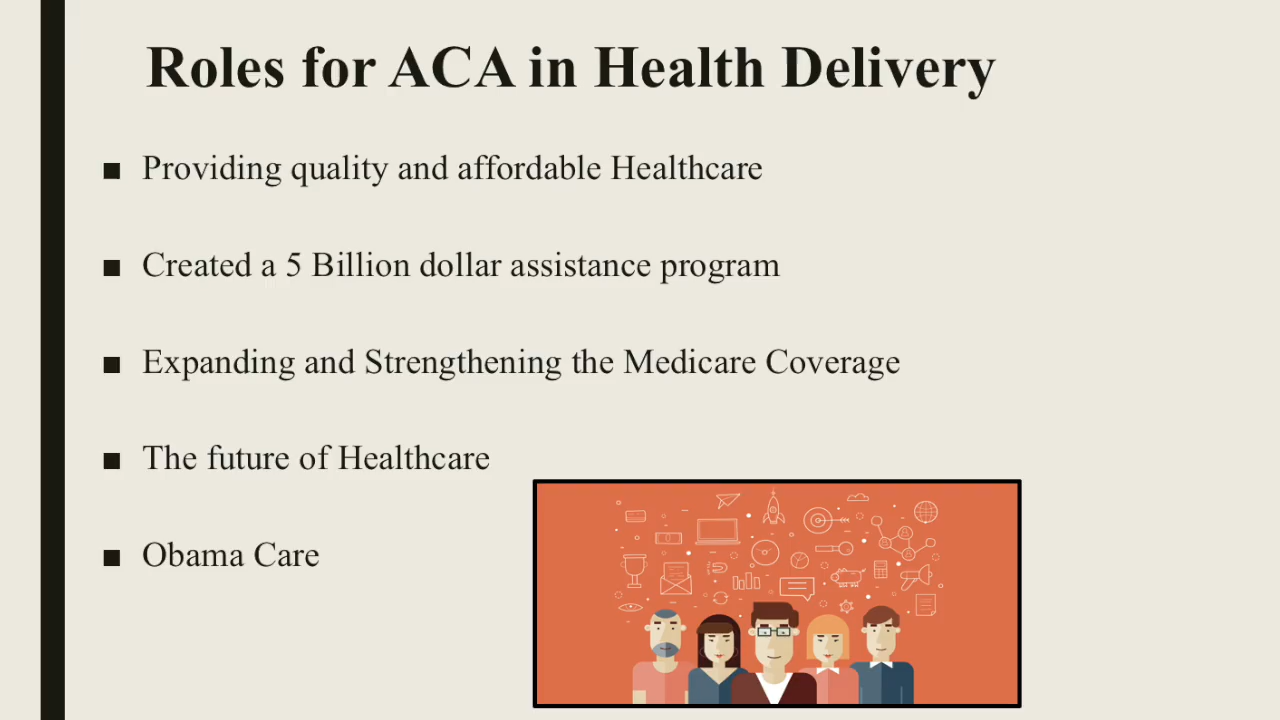 Roles for ACA in Health Delivery
■ Providing quality and affordable Healthcare
■ Created a 5 Billion dollar assistance program
■ Expanding and Strengthening the Medicare Coverage
■ The future of Healthcare
■ Obama Care